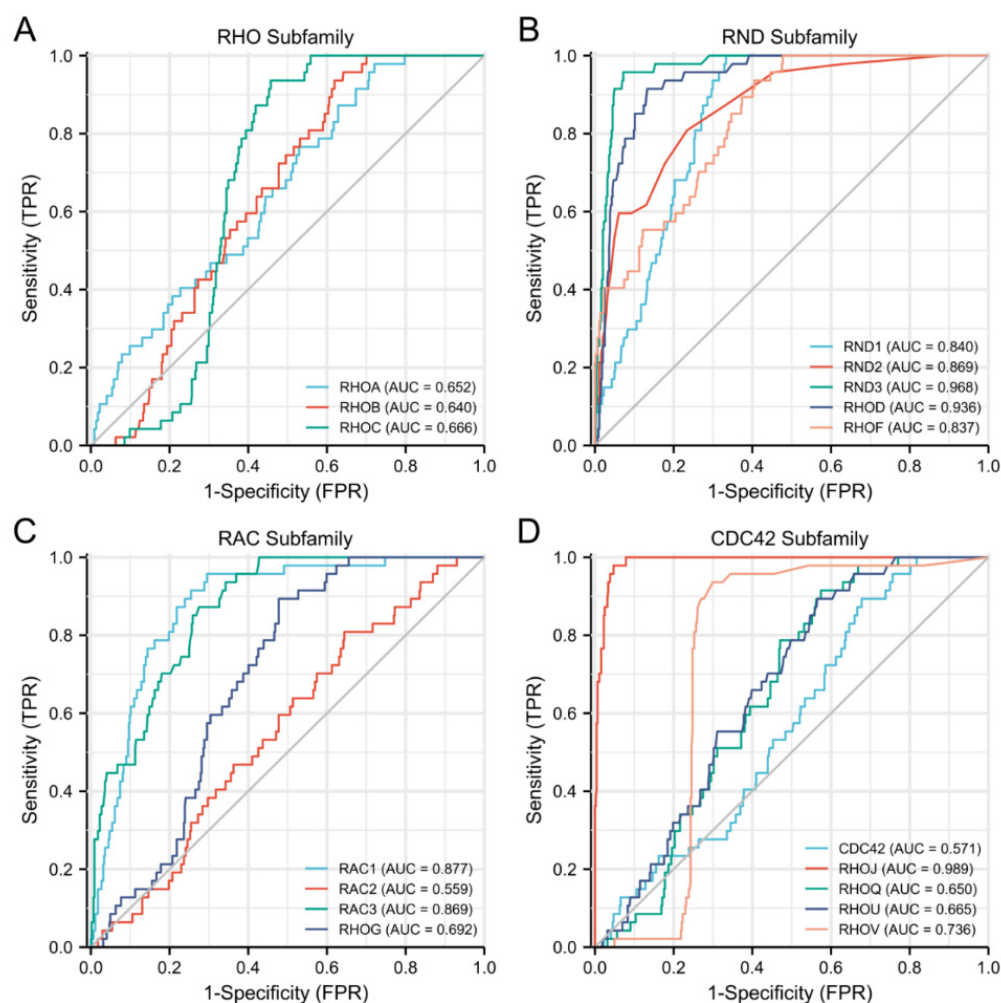 A
RHO Subfamily
1.0
0.8
0.6
0.4
0.2
0.0
Sensitivity (TPR)
RHOA (AUC = 0.652)
RHOB (AUC = 0.640)
RHOC (AUC = 0.666)
0.0 0.2 0.4 0.6 0.8 1.0
1-Specificity (FPR)
B
RND Subfamily
1.0
0.8
0.6
0.4
0.2
0.0
Sensitivity (TPR)
RND1 (AUC = 0.840)
RND2 (AUC = 0.869)
RND3 (AUC = 0.968)
RHOD (AUC = 0.936)
RHOF (AUC = 0.837)
0.0 0.2 0.4 0.6 0.8 1.0
1-Specificity (FPR)
C
RAC Subfamily
1.0
0.8
0.6
0.4
0.2
0.0
Sensitivity (TPR)
RAC1 (AUC = 0.877)
RAC2 (AUC = 0.559)
RAC3 (AUC = 0.869)
RHOG (AUC = 0.692)
0.0 0.2 0.4 0.6 0.8 1.0
1-Specificity (FPR)
D
CDC42 Subfamily
1.0
0.8
0.6
0.4
0.2
0.0
Sensitivity (TPR)
CDC42 (AUC = 0.571)
RHOJ (AUC = 0.989)
RHOQ (AUC = 0.650)
RHOU (AUC = 0.665)
RHOV (AUC = 0.736)
0.0 0.2 0.4 0.6 0.8 1.0
1-Specificity (FPR)